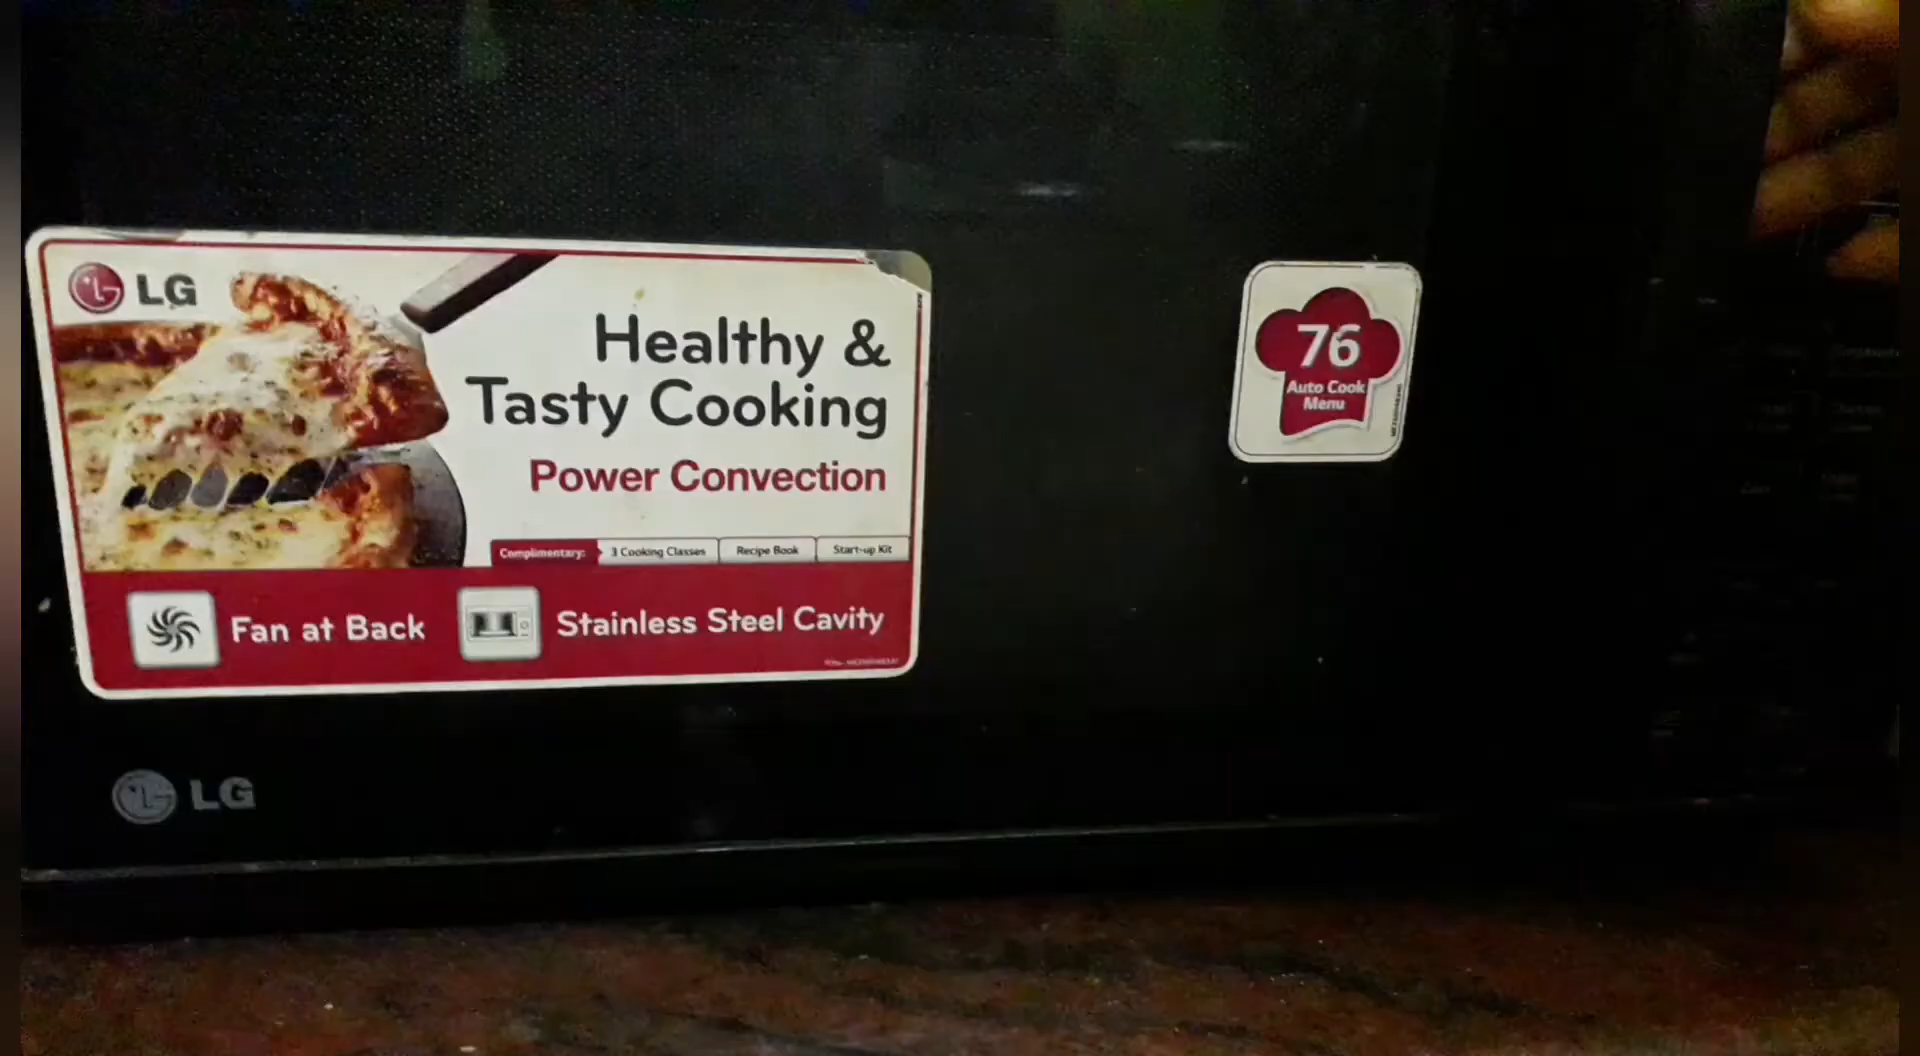 LG
Healthy &
Tasty Cooking
Power Convection
Complimentary: 3 Cooking Classes Recipe Book Start-up Kit
Fan at Back Stainless Steel Cavity
76
Auto Cook
Menu
LG